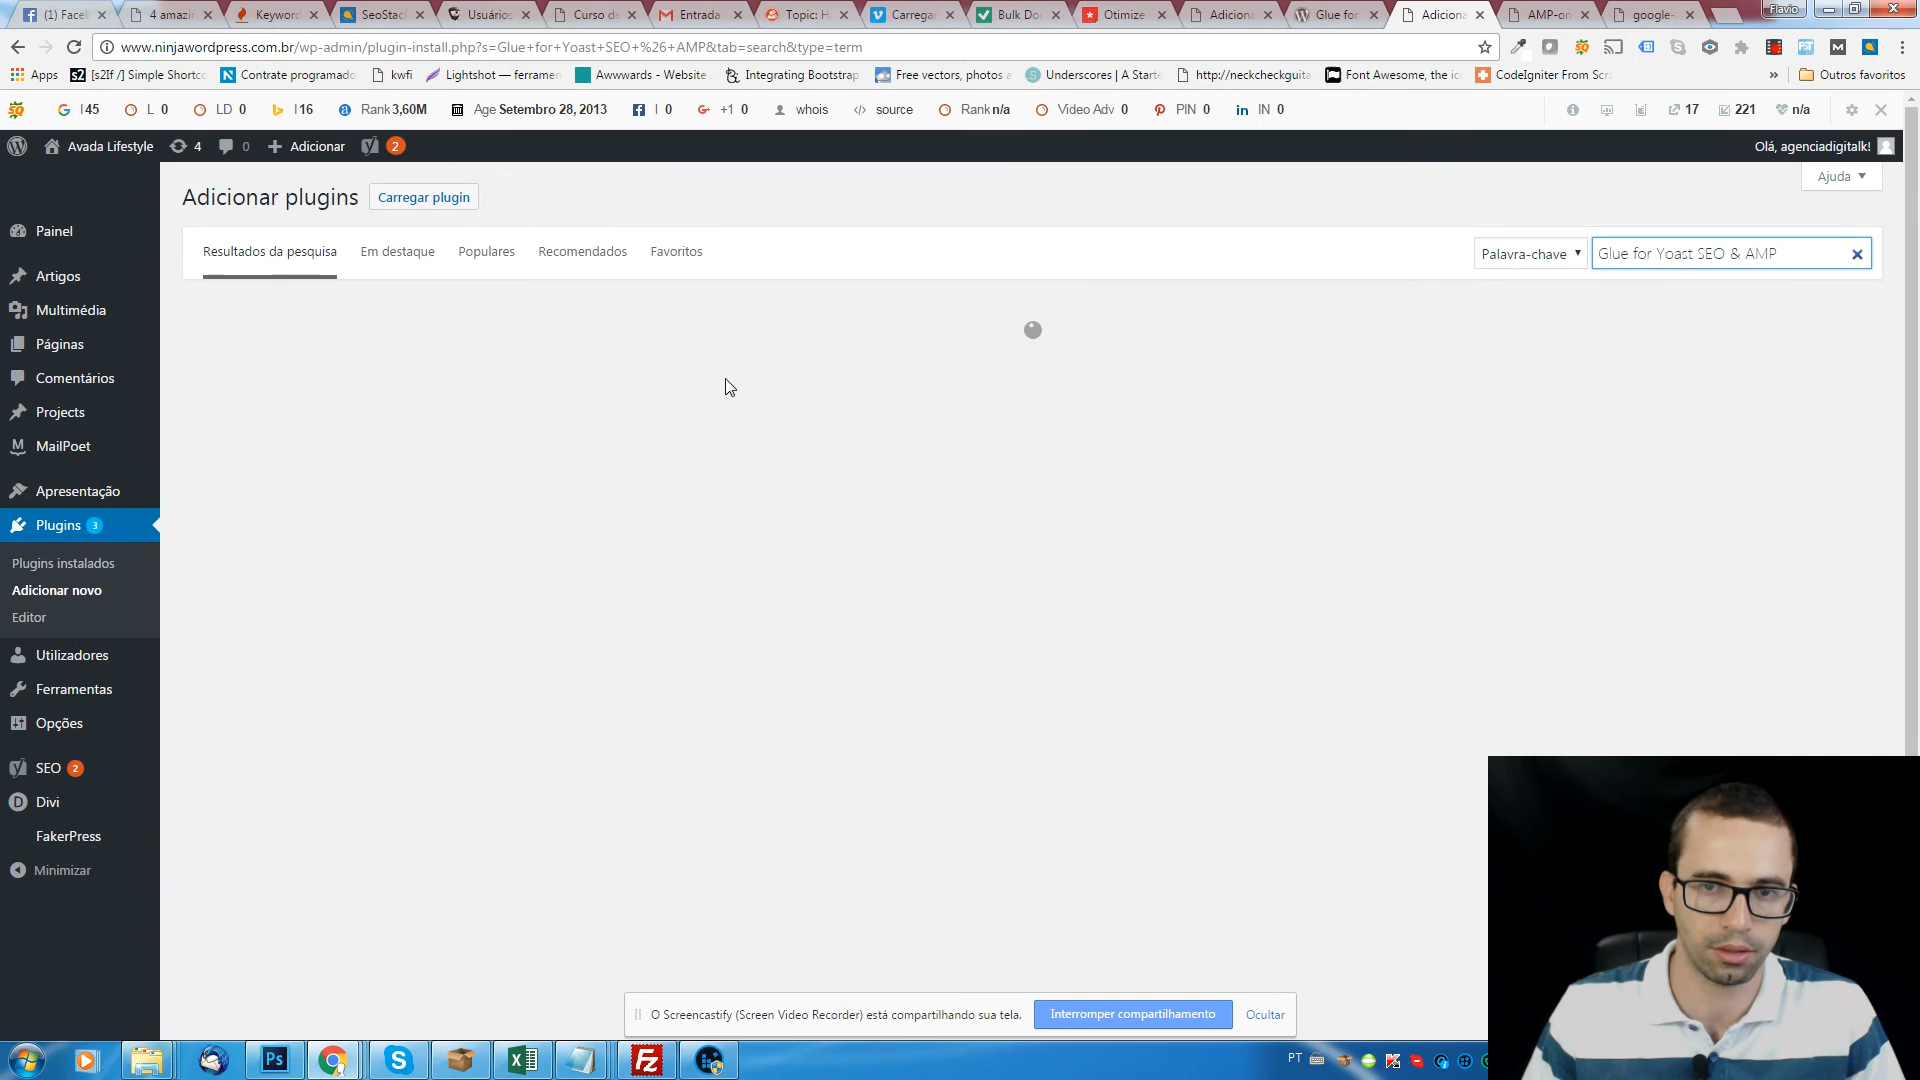 (1) Facel
4 amazin
Keyword
SeoStack
Usuários
Curso de
Entrada
Topic: H
Carregar
Bulk Do
Otimize
Adiciona
Glue for
Adiciona
AMP-on
google-
Flavio
www.ninjawordpress.com.br/wp-admin/plugin-install.php?s=Glue+for+Yoast+SEO+%26+AMP&tab=search&type=term
Apps
[s2If /] Simple Shortco
Contrate programado
kwfi
Lightshot — ferramen
Awwwards - Website
Integrating Bootstrap
Free vectors, photos a
Underscores | A Starte
http://neckcheckguita
Font Awesome, the ic
CodeIgniter From Scra
» Outros favoritos
I 45 L 0 LD 0 I 16 Rank 3,60M Age Setembro 28, 2013 I 0 +1 0 whois source Rank n/a Video Adv 0 PIN 0 IN 0 17 221 n/a
Avada Lifestyle 4 0 Adicionar 2 Olá, agenciadigitalk!
Ajuda
Adicionar plugins Carregar plugin
Resultados da pesquisa Em destaque Populares Recomendados Favoritos Palavra-chave Glue for Yoast SEO & AMP
Painel
Artigos
Multimédia
Páginas
Comentários
Projects
MailPoet
Apresentação
Plugins 3
Plugins instalados
Adicionar novo
Editor
Utilizadores
Ferramentas
Opções
SEO 2
Divi
FakerPress
Minimizar
O Screencastify (Screen Video Recorder) está compartilhando sua tela. Interromper compartilhamento Ocultar
Ps
PT